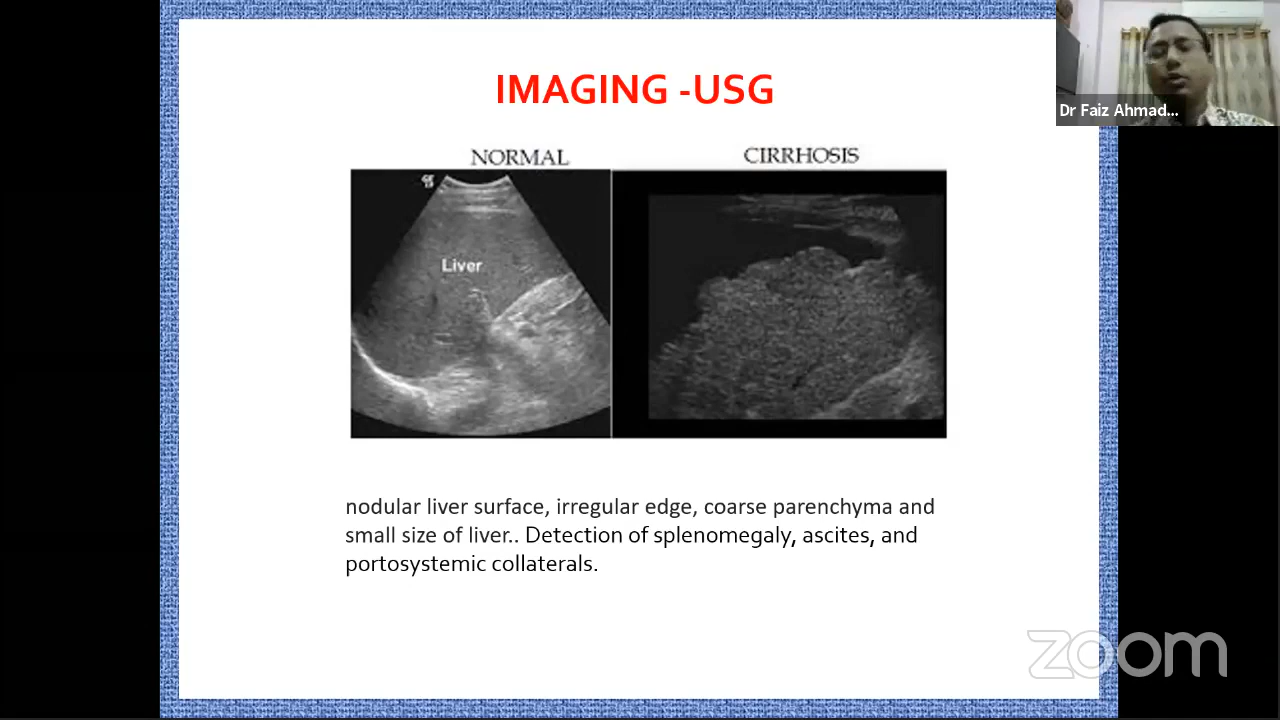 IMAGING -USG
Dr Faiz Ahmad...
NORMAL
CIRRHOSIS
Liver
nodular liver surface, irregular edge, coarse parenchyma and
small size of liver.. Detection of splenomegaly, ascites, and
portosystemic collaterals.
zoom